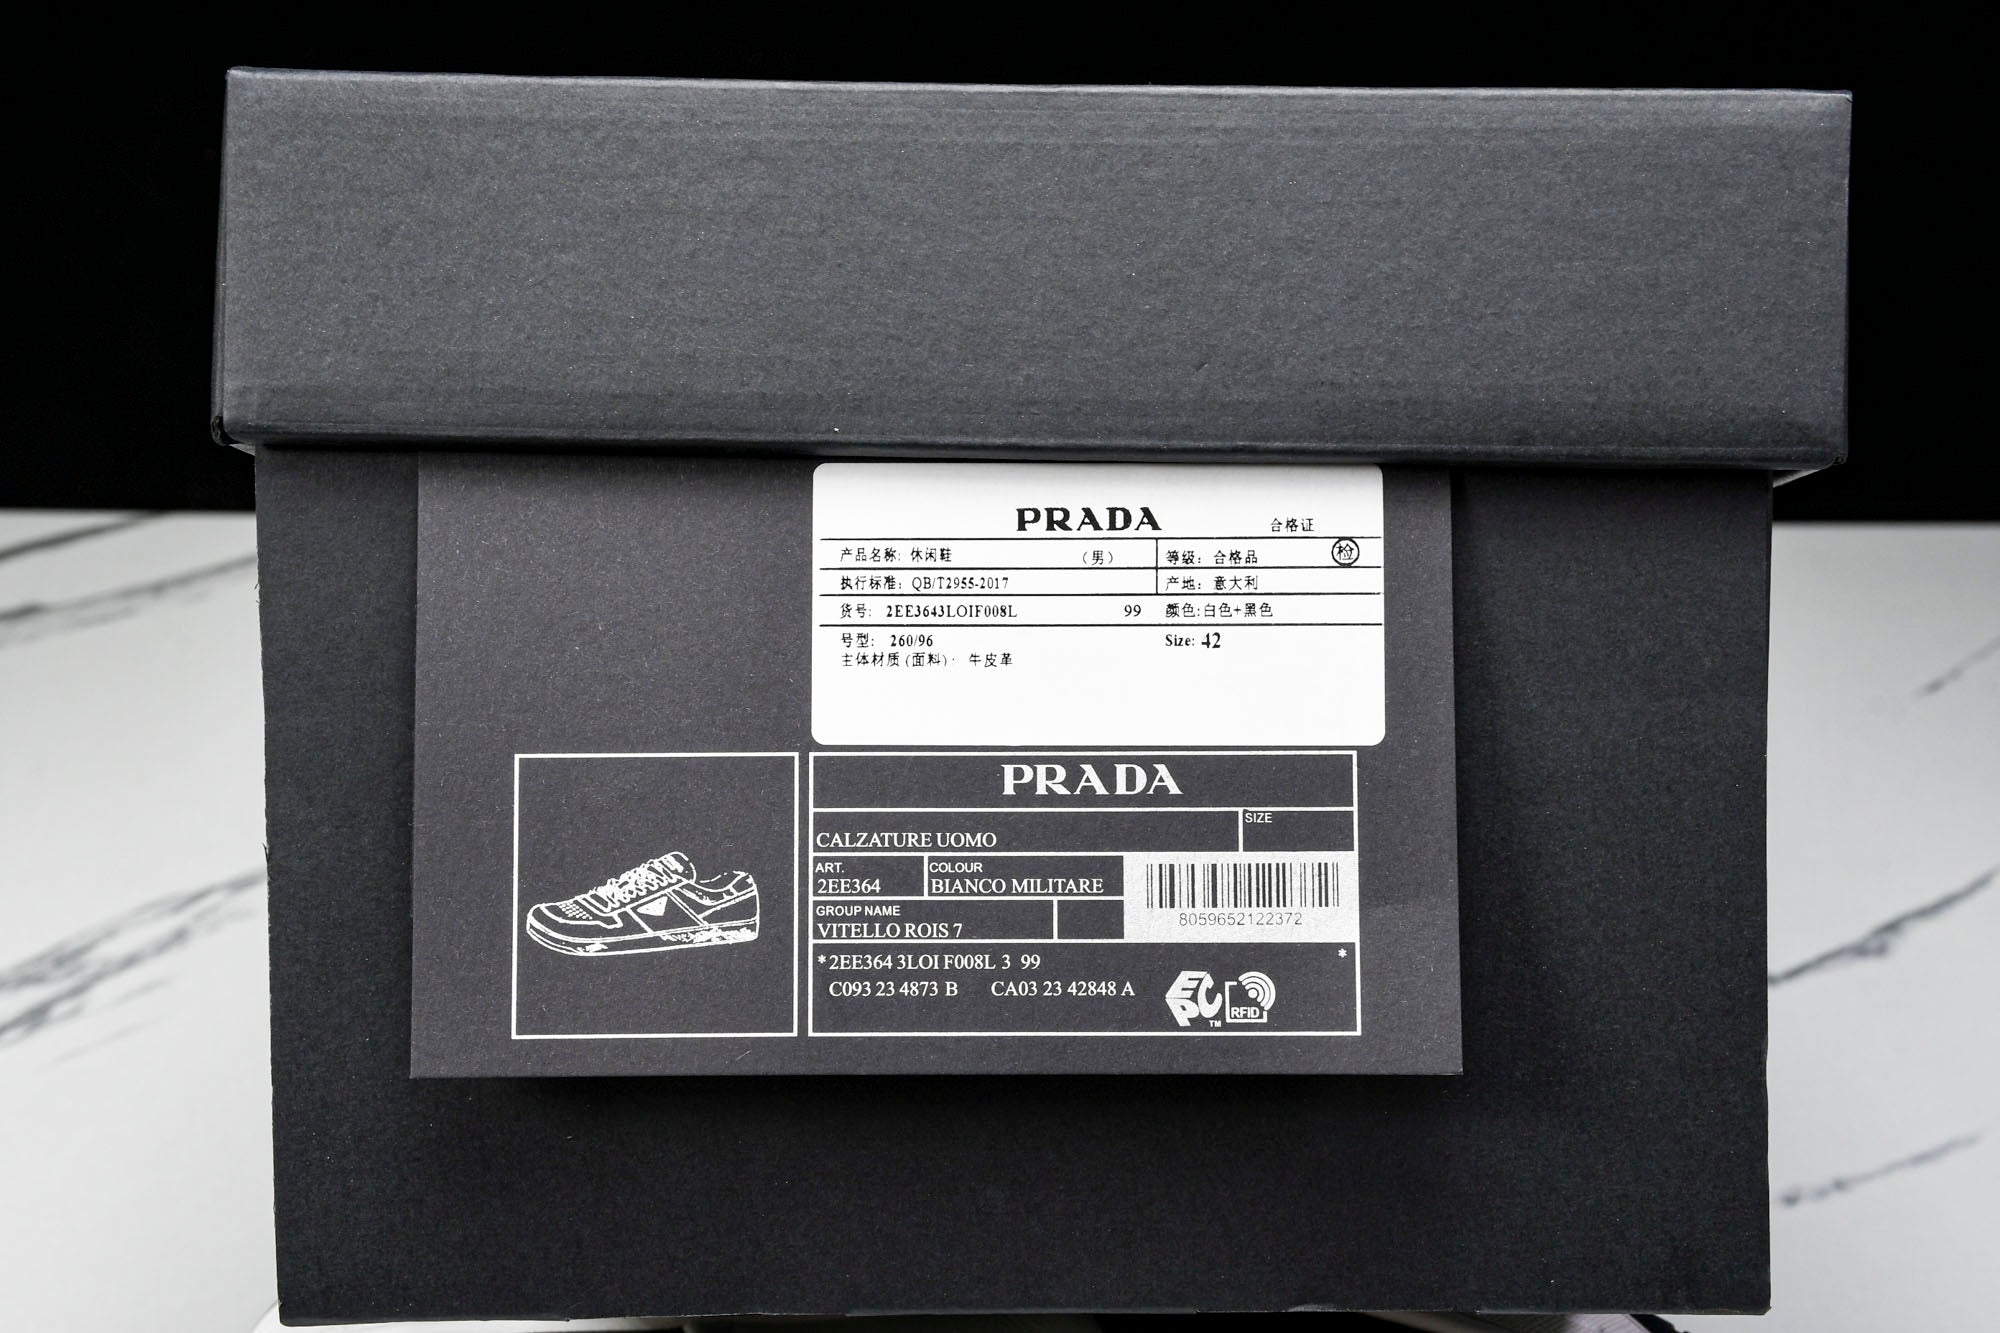 PRADA 合格证
产品名称: 休闲鞋 (男) 等级: 合格品 检
执行标准: QB/T2955-2017 产地: 意大利
货号: 2EE3643LOIF008L 99 颜色:白色+黑色
号型: 260/96 Size: 42
主体材质(面料): 牛皮革
PRADA
CALZATURE UOMO SIZE
ART. COLOUR
2EE364 BIANCO MILITARE
GROUP NAME
VITELLO ROIS 7
8059652122372
*2EE364 3LOI F008L 3 99 *
C093 23 4873 B CA03 23 42848 A
EPC TM RFID